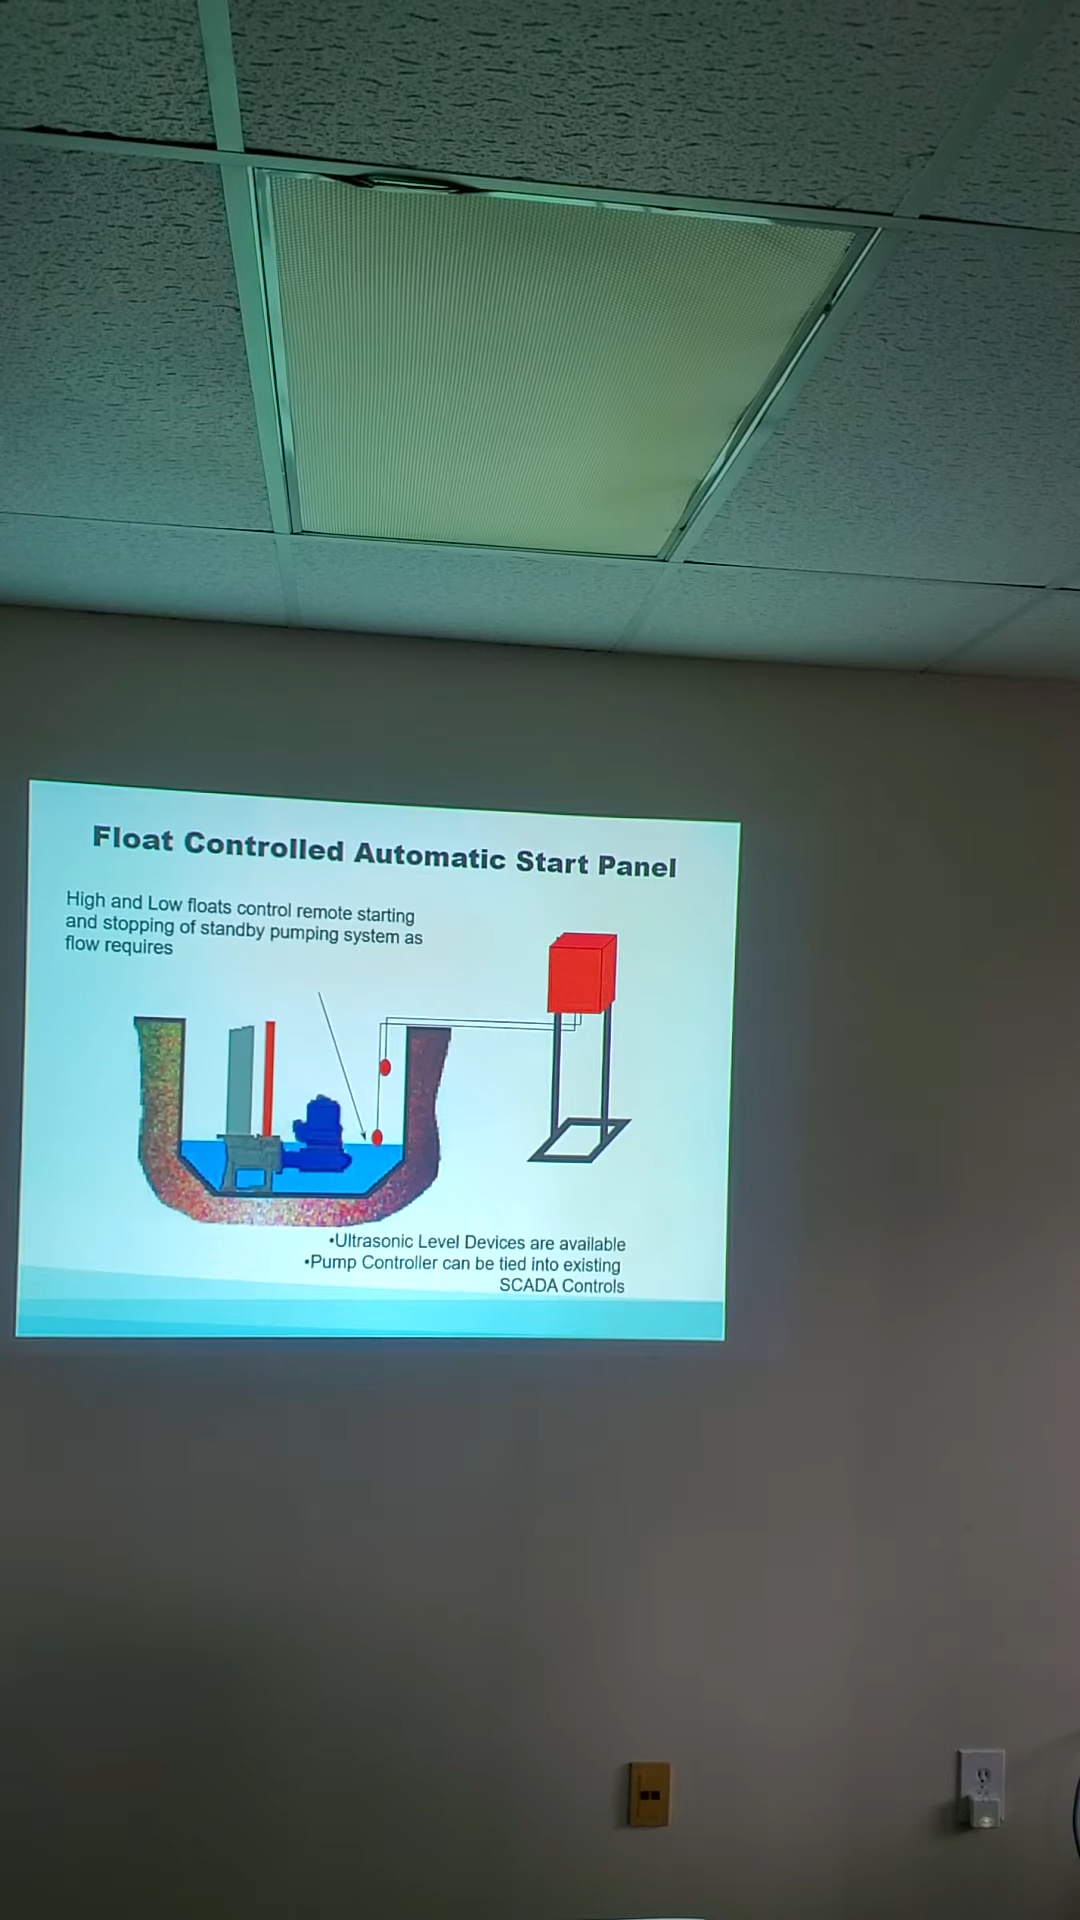 Float Controlled Automatic Start Panel
High and Low floats control remote starting
and stopping of standby pumping system as
flow requires
•Ultrasonic Level Devices are available
•Pump Controller can be tied into existing
SCADA Controls